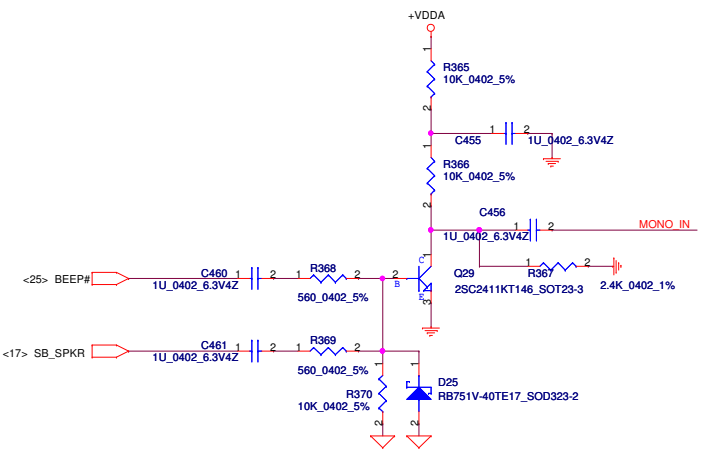 +VDDA
1
R365
10K_0402_5%
2
1 2
C455
1U_0402_6.3V4Z
1
R366
10K_0402_5%
2
C456
1 2
MONO_IN
1U_0402_6.3V4Z
1
C
R367
1 2
2.4K_0402_1%
Q29
2SC2411KT146_SOT23-3
2
B
E
3
<25> BEEP#
C460
1 2
1U_0402_6.3V4Z
R368
1 2
560_0402_5%
<17> SB_SPKR
C461
1 2
1U_0402_6.3V4Z
R369
1 2
560_0402_5%
1
R370
10K_0402_5%
2
1
D25
RB751V-40TE17_SOD323-2
2